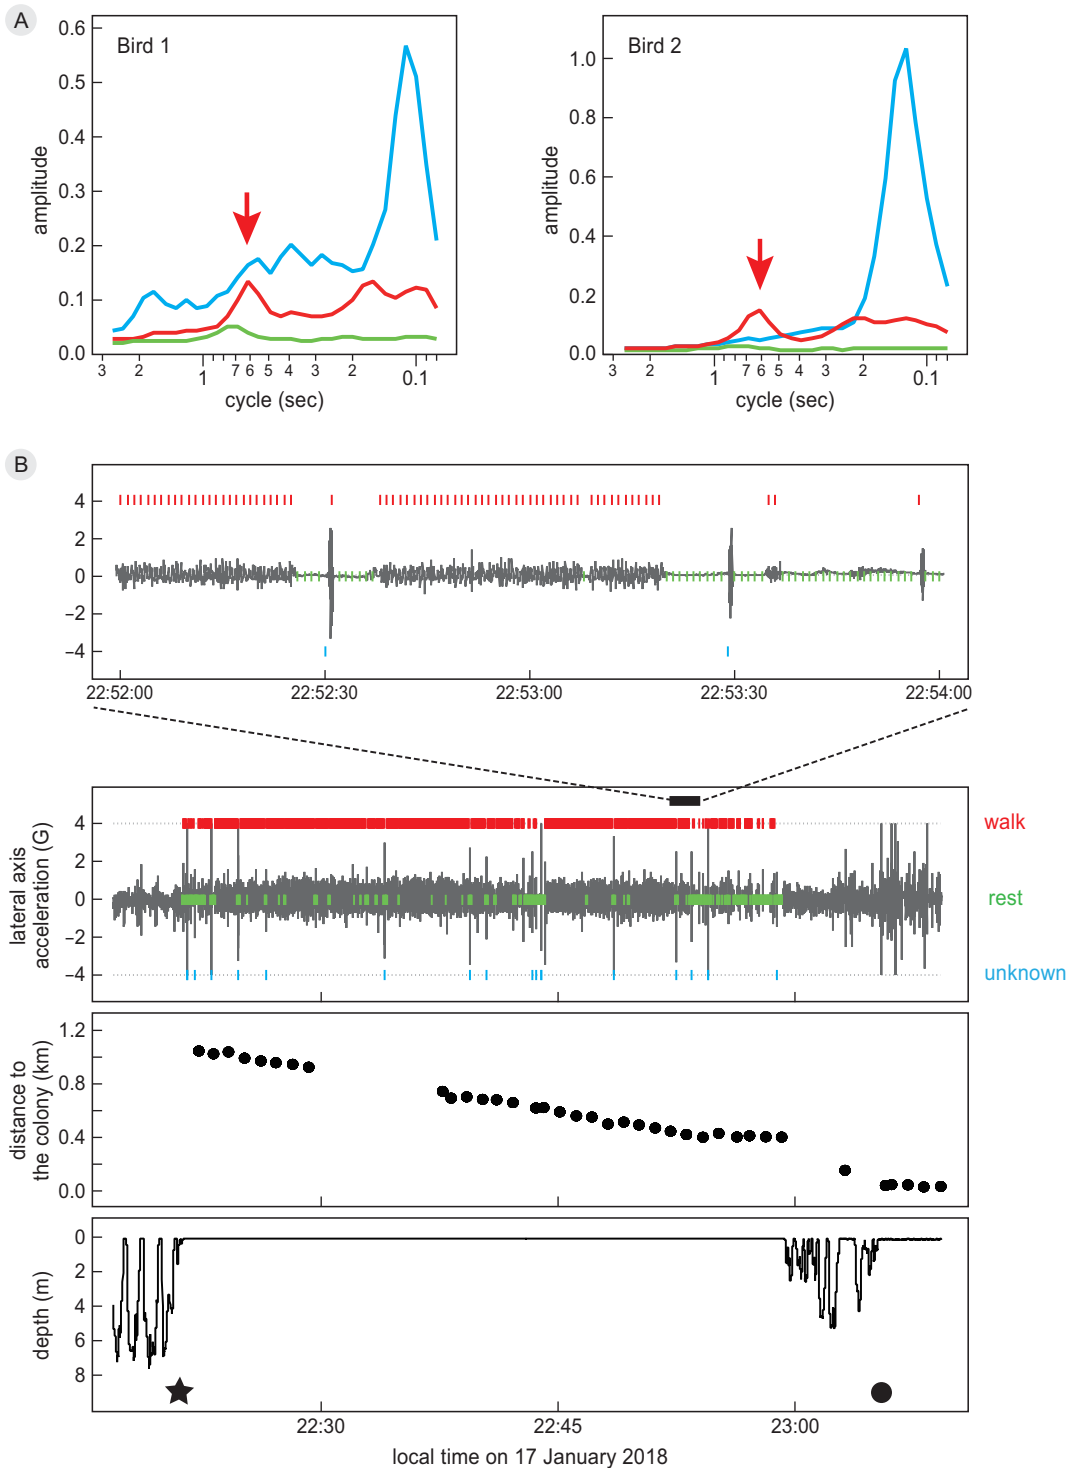 A
Bird 1
0.6
0.5
0.4
0.3
0.2
0.1
0.0
amplitude
3 2 1 7 6 5 4 3 2 0.1
cycle (sec)
Bird 2
1.0
0.8
0.6
0.4
0.2
0.0
amplitude
3 2 1 7 6 5 4 3 2 0.1
cycle (sec)
B
4
2
0
−2
−4
22:52:00 22:52:30 22:53:00 22:53:30 22:54:00
4
2
0
−2
−4
lateral axis
acceleration (G)
walk
rest
unknown
1.2
0.8
0.4
0.0
distance to
the colony (km)
0
2
4
6
8
depth (m)
22:30 22:45 23:00
local time on 17 January 2018